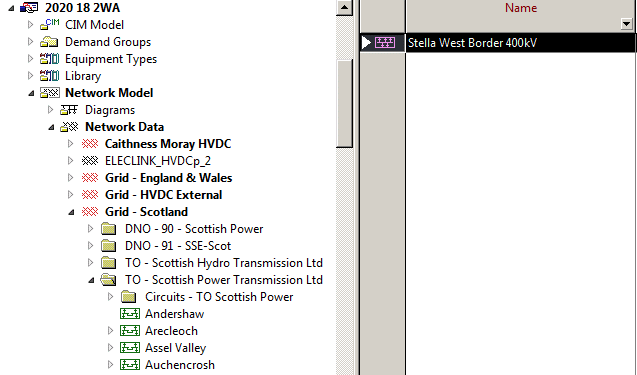 2020 18 2WA
CIM Model
Demand Groups
Equipment Types
Library
Network Model
Diagrams
Network Data
Caithness Moray HVDC
ELECLINK_HVDCp_2
Grid - England & Wales
Grid - HVDC External
Grid - Scotland
DNO - 90 - Scottish Power
DNO - 91 - SSE-Scot
TO - Scottish Hydro Transmission Ltd
TO - Scottish Power Transmission Ltd
Circuits - TO Scottish Power
Andershaw
Arecleoch
Assel Valley
Auchencrosh
Name
Stella West Border 400kV